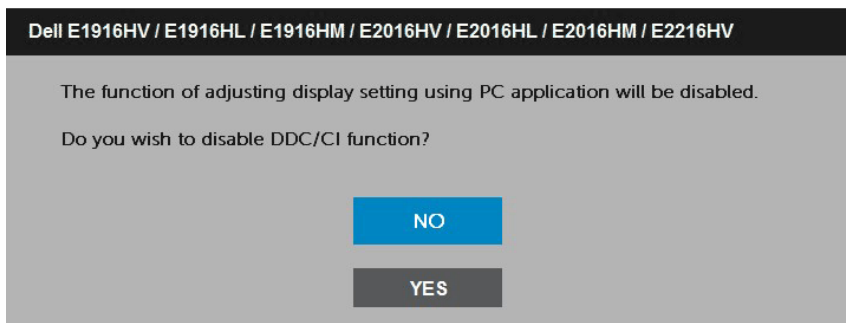 Dell E1916HV / E1916HL / E1916HM / E2016HV / E2016HL / E2016HM / E2216HV
The function of adjusting display setting using PC application will be disabled.
Do you wish to disable DDC/CI function?
NO
YES